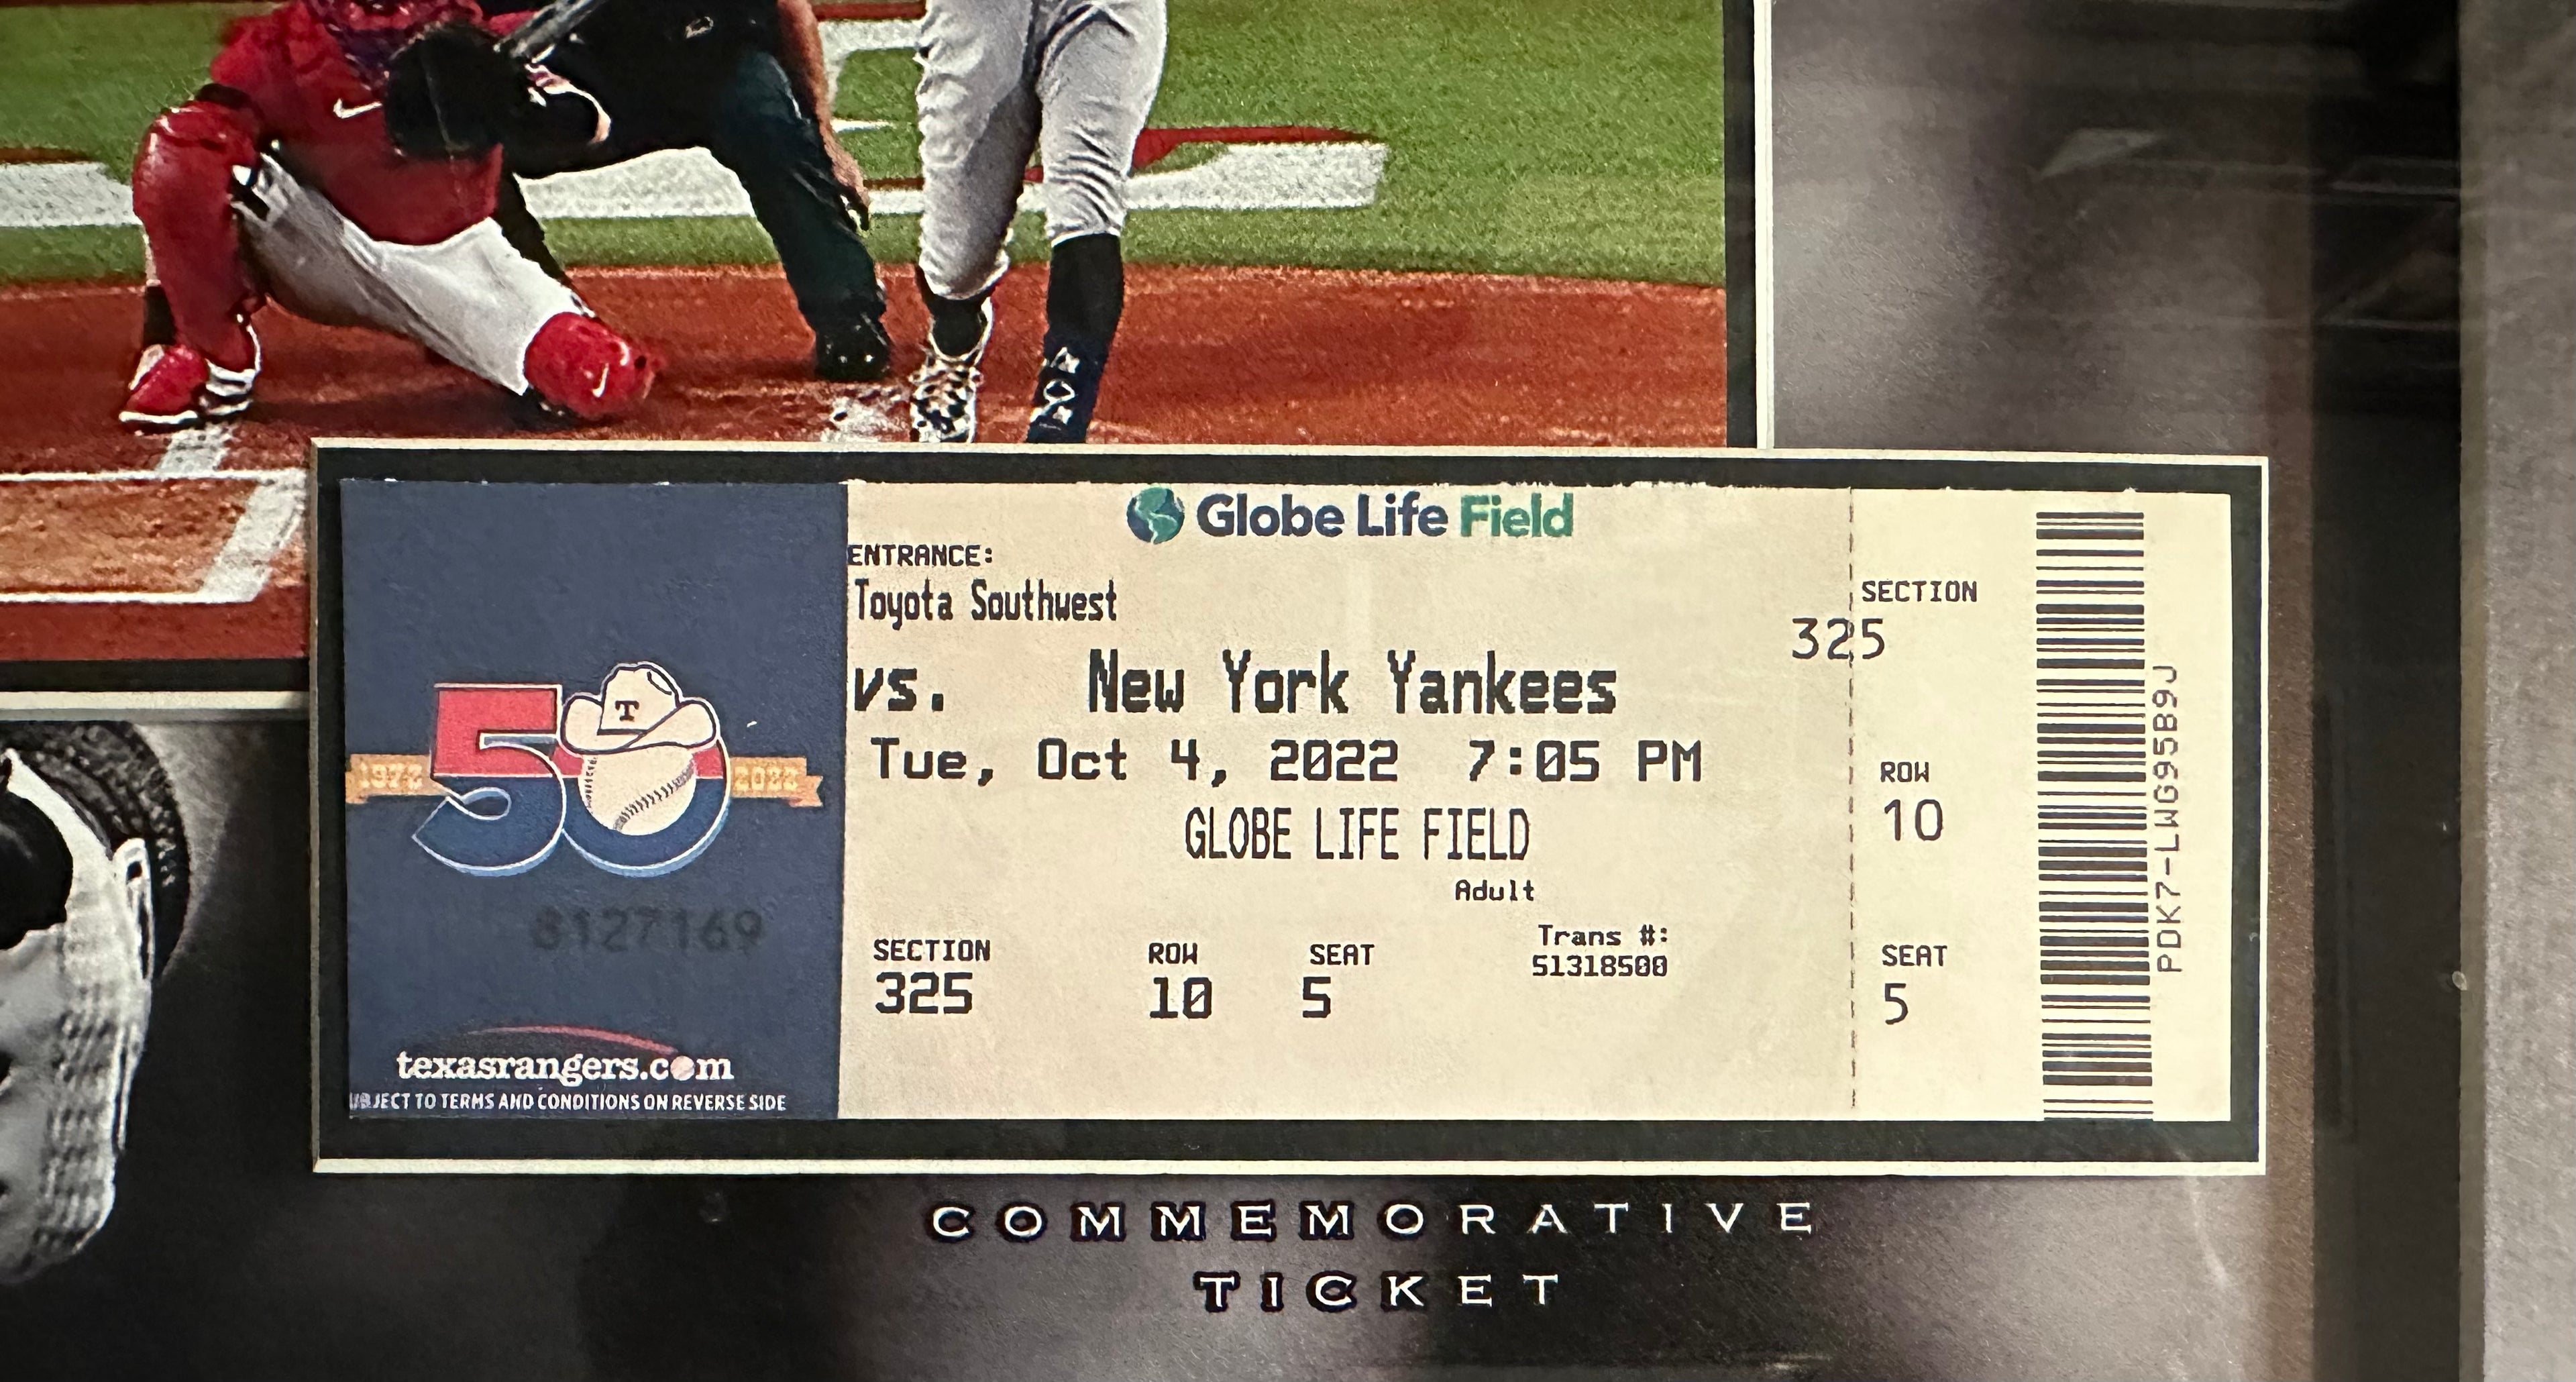 Globe Life Field
ENTRANCE:
Toyota Southwest
vs. New York Yankees
Tue, Oct 4, 2022 7:05 PM
GLOBE LIFE FIELD
Adult
SECTION ROW SEAT Trans #:
325 10 5 51318500
SECTION
325
ROW
10
SEAT
5
PDK7-LWG95B9J
T
50
1972 2022
8127169
texasrangers.com
TO TERMS AND CONDITIONS ON REVERSE SIDE
COMMEMORATIVE
TICKET